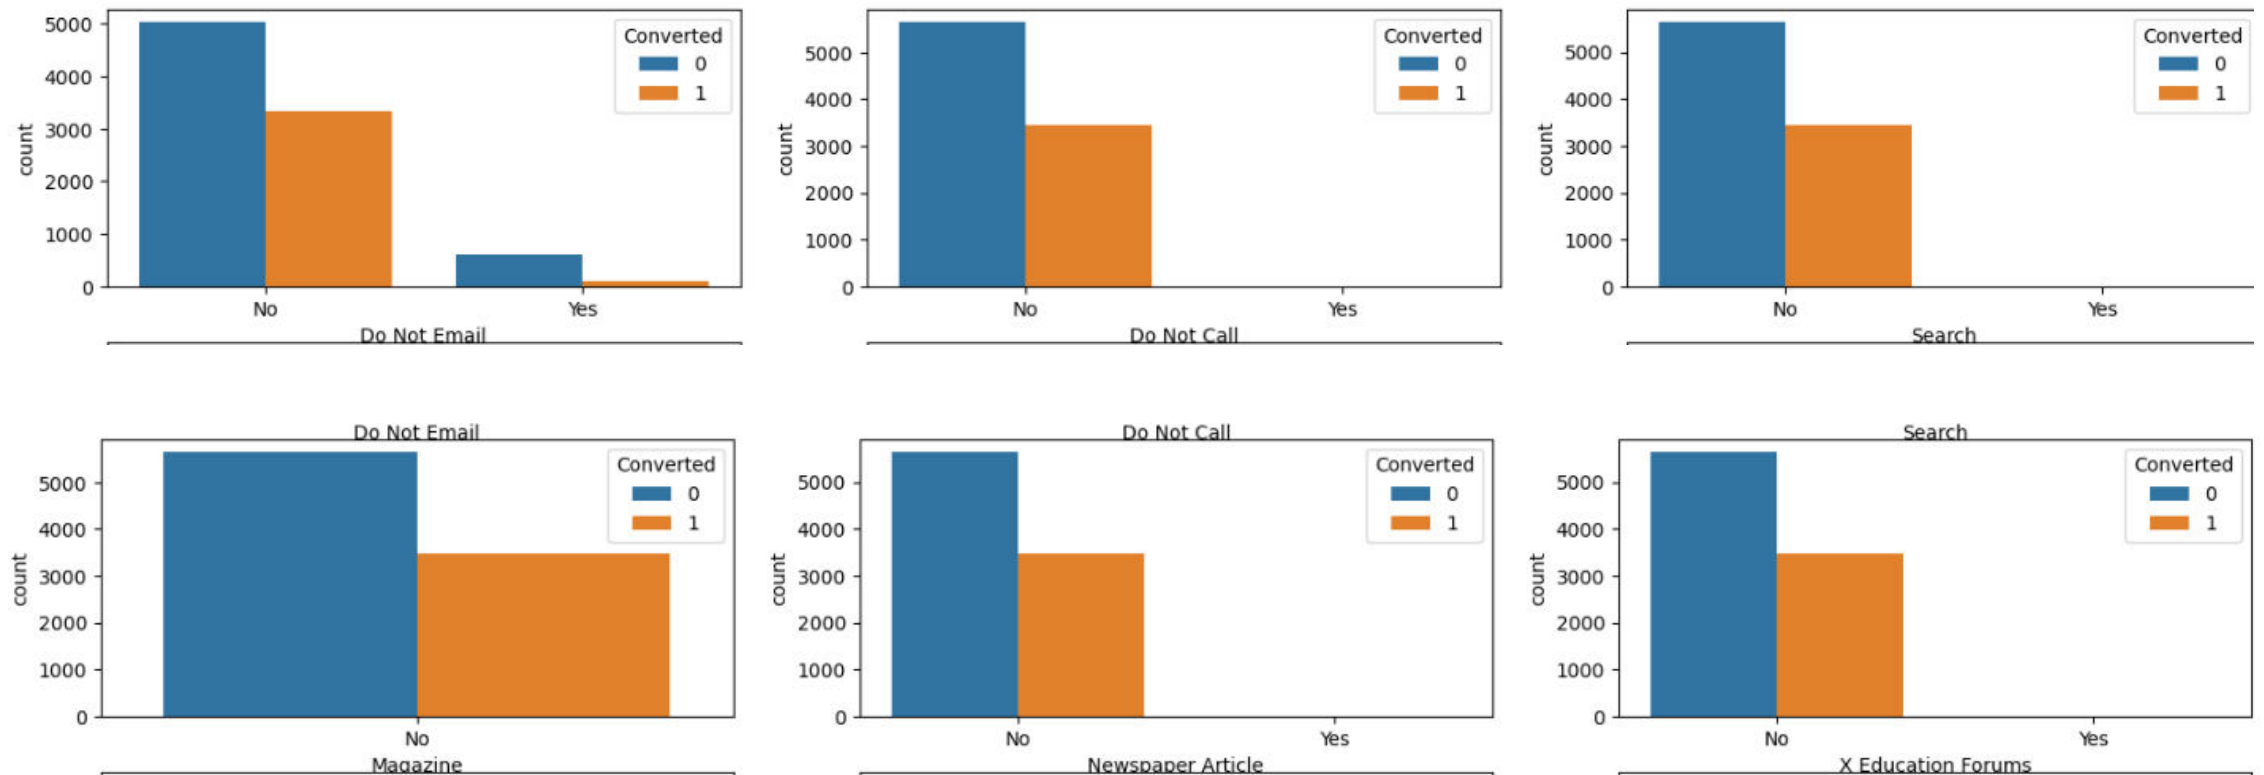 5000
4000
3000
2000
1000
0
count
Converted
0
1
No Yes
Do Not Email
5000
4000
3000
2000
1000
0
count
Converted
0
1
No Yes
Do Not Call
5000
4000
3000
2000
1000
0
count
Converted
0
1
No Yes
Search
Do Not Email
5000
4000
3000
2000
1000
0
count
Converted
0
1
No
Magazine
Do Not Call
5000
4000
3000
2000
1000
0
count
Converted
0
1
No Yes
Newspaper Article
Search
5000
4000
3000
2000
1000
0
count
Converted
0
1
No Yes
X Education Forums